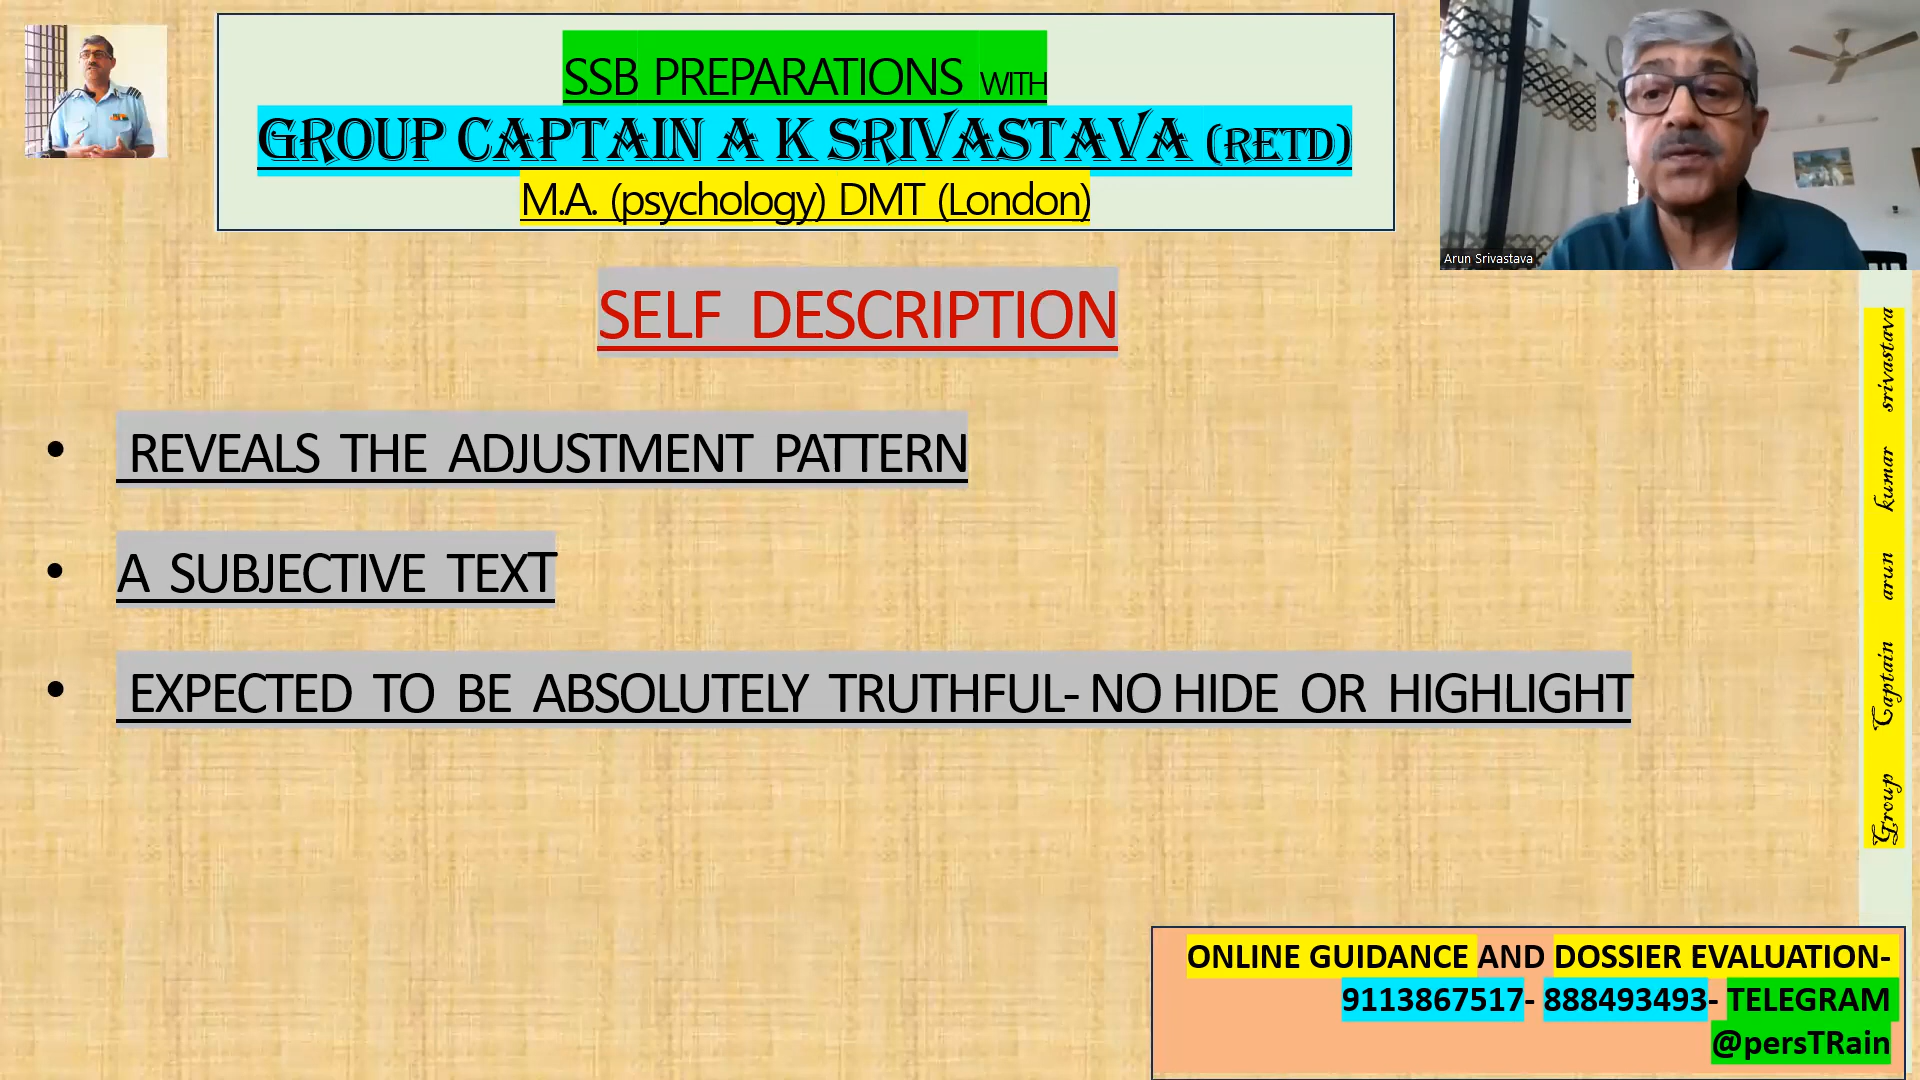 SSB PREPARATIONS WITH
GROUP CAPTAIN A K SRIVASTAVA (RETD)
M.A. (psychology) DMT (London)
Arun Srivastava
SELF DESCRIPTION
• REVEALS THE ADJUSTMENT PATTERN
• A SUBJECTIVE TEXT
• EXPECTED TO BE ABSOLUTELY TRUTHFUL- NO HIDE OR HIGHLIGHT
Group Captain arun kumar srivastava
ONLINE GUIDANCE AND DOSSIER EVALUATION-
9113867517- 888493493- TELEGRAM
@persTRain